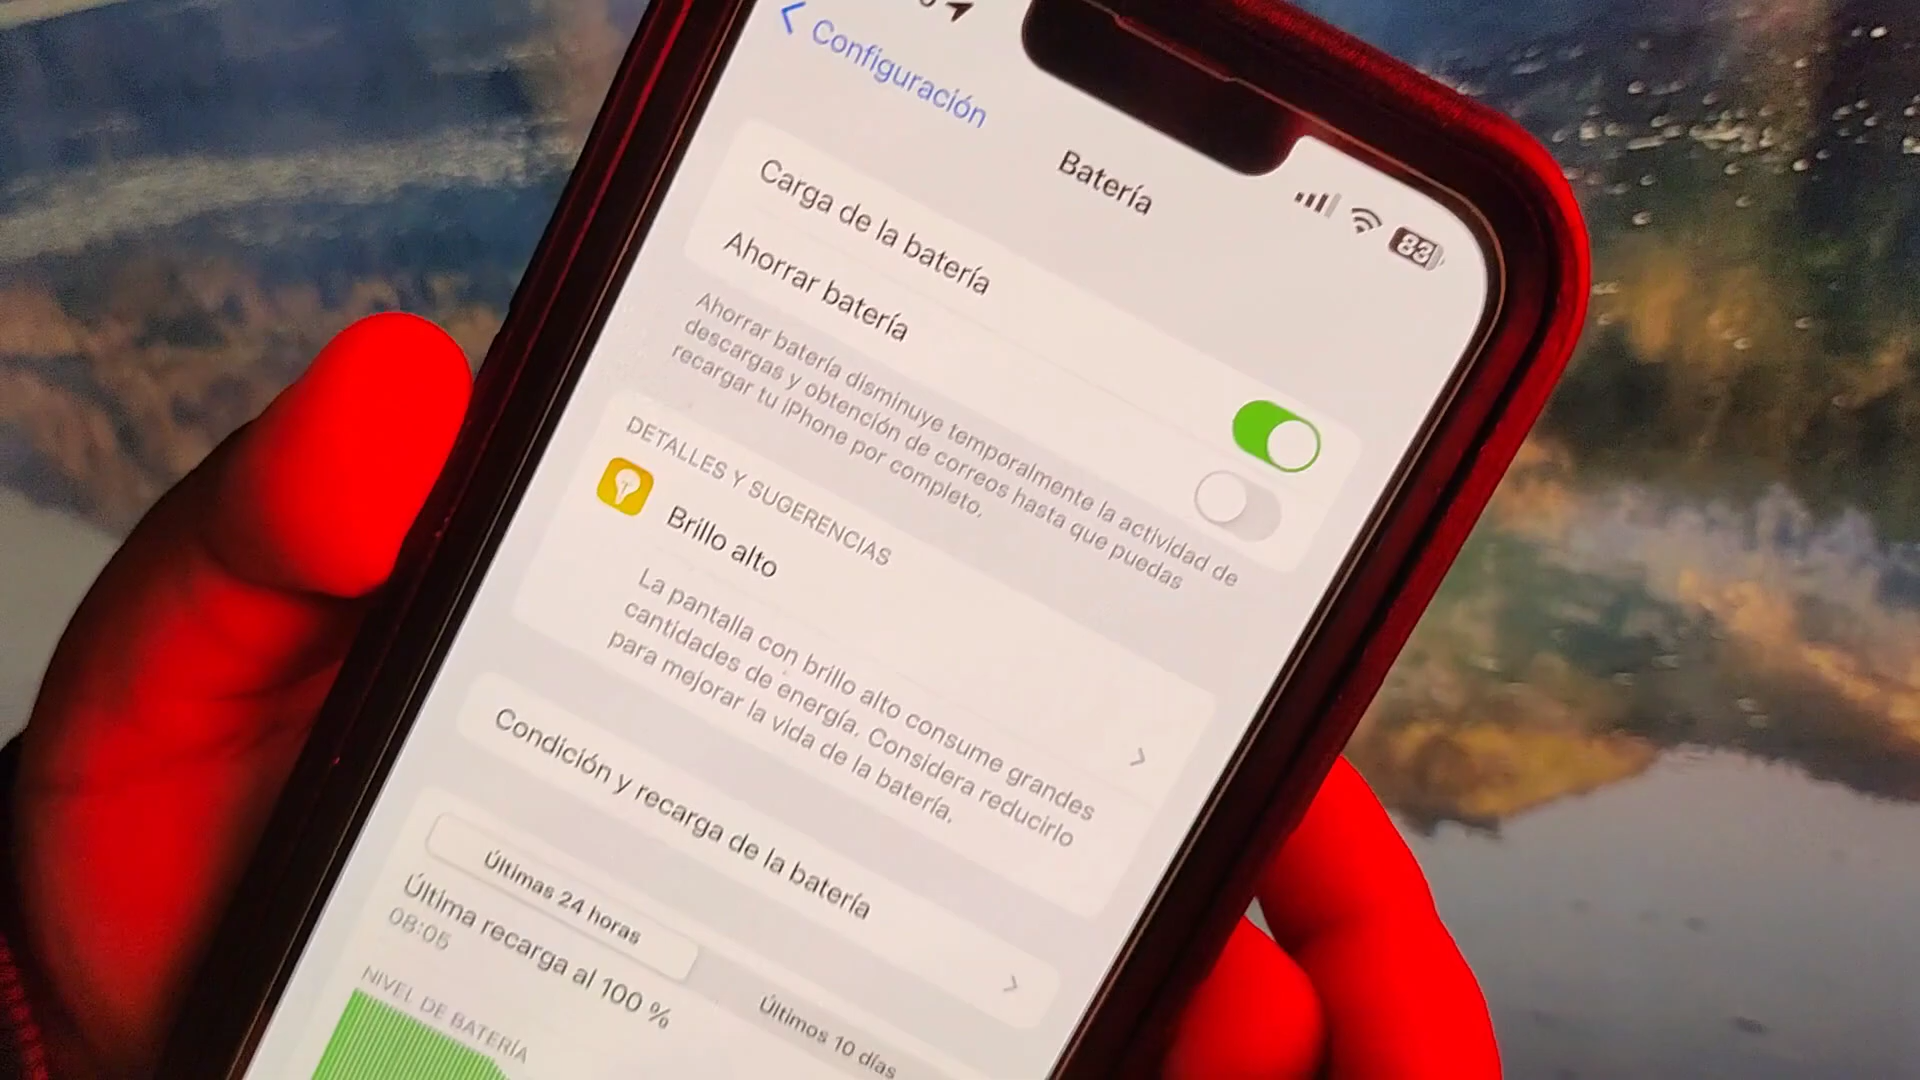 Configuración
Batería
83
Carga de la batería
Ahorrar batería
Ahorrar batería disminuye temporalmente la actividad de
descargas y obtención de correos hasta que puedas
recargar tu iPhone por completo.
DETALLES Y SUGERENCIAS
Brillo alto
La pantalla con brillo alto consume grandes
cantidades de energía. Considera reducirlo
para mejorar la vida de la batería.
Condición y recarga de la batería
Últimas 24 horas
Últimos 10 días
Última recarga al 100 %
08:05
NIVEL DE BATERÍA